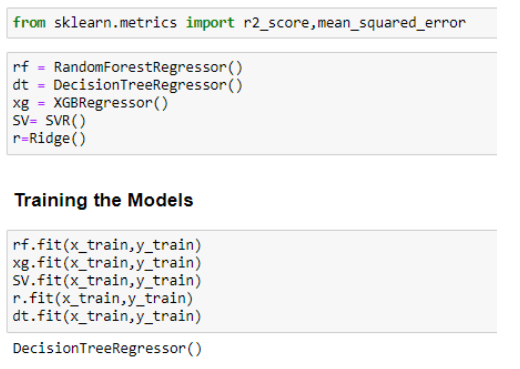 from sklearn.metrics import r2_score,mean_squared_error
rf = RandomForestRegressor()
dt = DecisionTreeRegressor()
xg = XGBRegressor()
SV= SVR()
r=Ridge()
Training the Models
rf.fit(x_train,y_train)
xg.fit(x_train,y_train)
SV.fit(x_train,y_train)
r.fit(x_train,y_train)
dt.fit(x_train,y_train)
DecisionTreeRegressor()